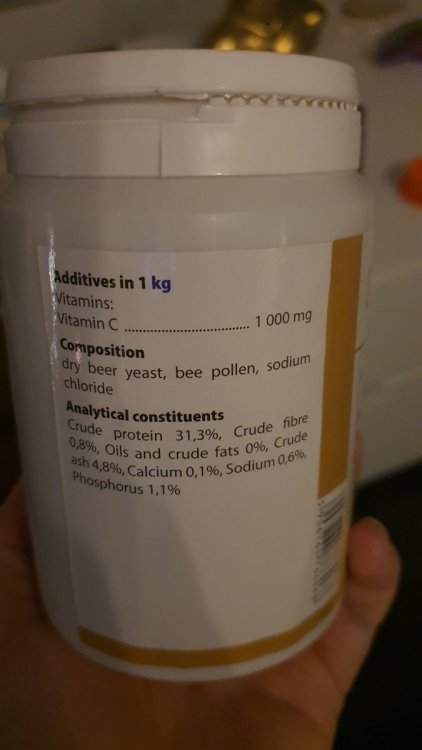 Additives in 1 kg
Vitamins:
Vitamin C ................................ 1 000 mg
Composition
dry beer yeast, bee pollen, sodium
chloride
Analytical constituents
Crude protein 31,3%, Crude fibre
0,8%, Oils and crude fats 0%, Crude
ash 4,8%, Calcium 0,1%, Sodium 0,6%,
Phosphorus 1,1%